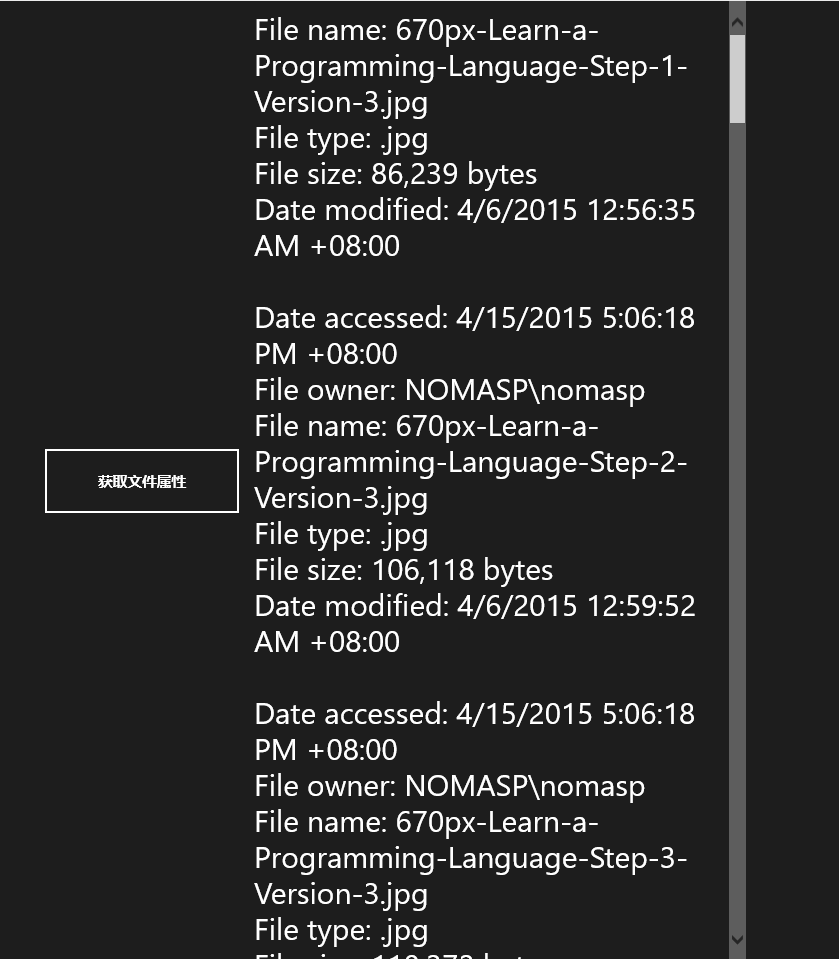 File name: 670px-Learn-a-
Programming-Language-Step-1-
Version-3.jpg
File type: .jpg
File size: 86,239 bytes
Date modified: 4/6/2015 12:56:35
AM +08:00
Date accessed: 4/15/2015 5:06:18
PM +08:00
File owner: NOMASP\nomasp
File name: 670px-Learn-a-
Programming-Language-Step-2-
Version-3.jpg
获取文件属性
File type: .jpg
File size: 106,118 bytes
Date modified: 4/6/2015 12:59:52
AM +08:00
Date accessed: 4/15/2015 5:06:18
PM +08:00
File owner: NOMASP\nomasp
File name: 670px-Learn-a-
Programming-Language-Step-3-
Version-3.jpg
File type: .jpg